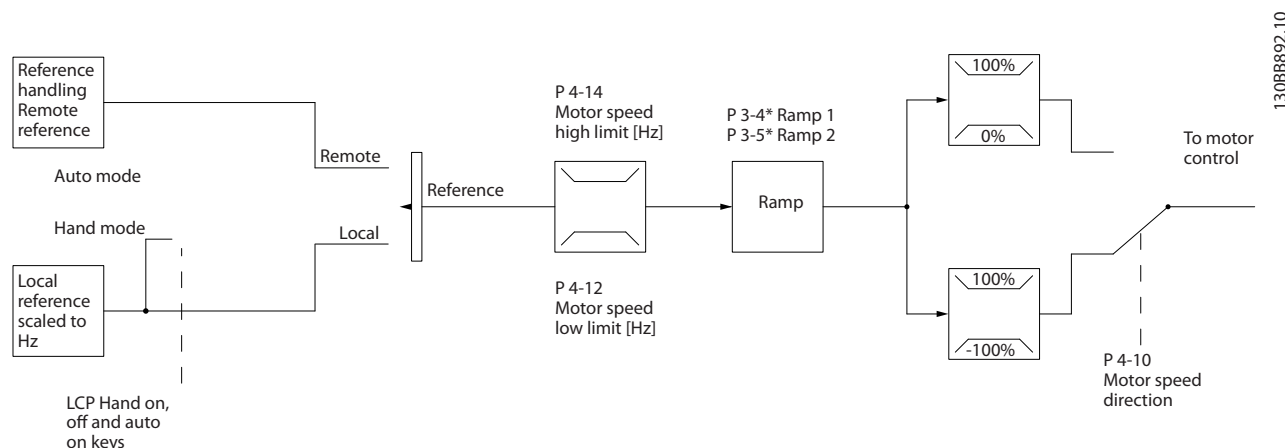 130BB892.10
Reference
handling
Remote
reference
Auto mode
Remote
Hand mode
Local
Local
reference
scaled to
Hz
LCP Hand on,
off and auto
on keys
Reference
P 4-14
Motor speed
high limit [Hz]
P 4-12
Motor speed
low limit [Hz]
P 3-4* Ramp 1
P 3-5* Ramp 2
Ramp
100%
0%
100%
-100%
To motor
control
P 4-10
Motor speed
direction